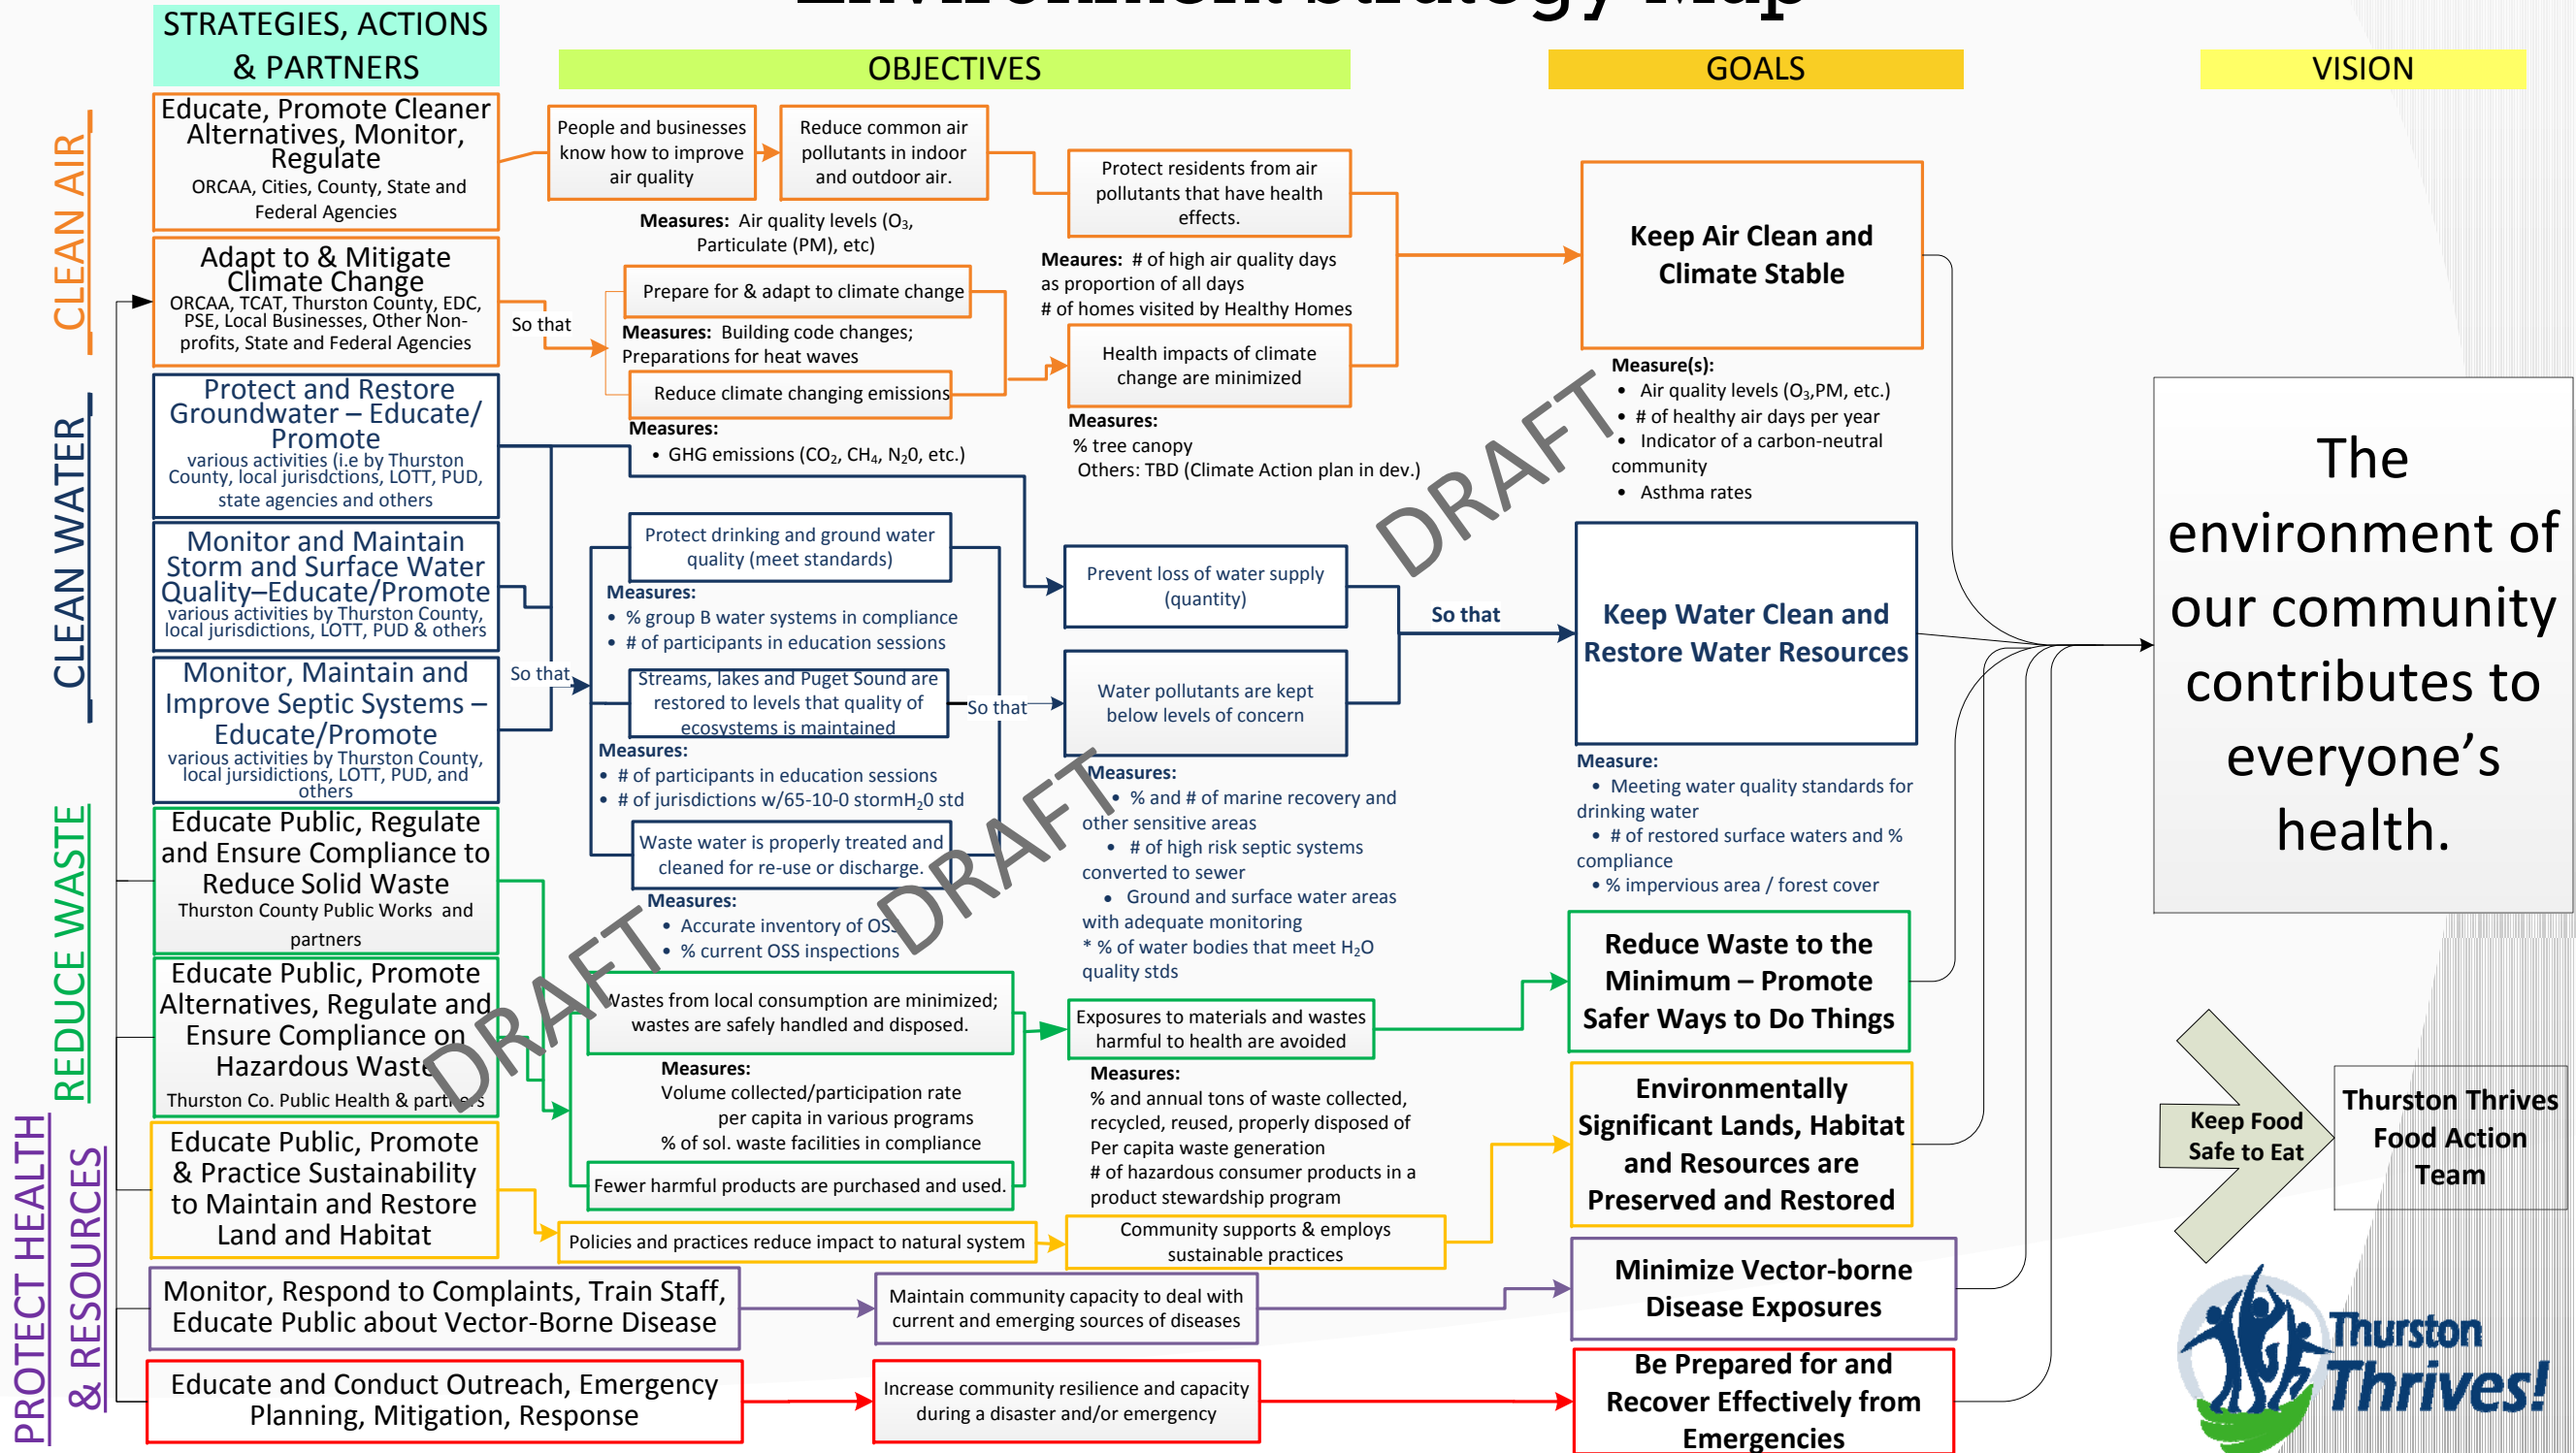 Environment Strategy Map
STRATEGIES, ACTIONS
& PARTNERS
OBJECTIVES
GOALS
VISION
CLEAN AIR
Educate, Promote Cleaner
Alternatives, Monitor,
Regulate
ORCAA, Cities, County, State and
Federal Agencies
People and businesses
know how to improve
air quality
Reduce common air
pollutants in indoor
and outdoor air.
Measures: Air quality levels (O₃,
Particulate (PM), etc)
Protect residents from air
pollutants that have health
effects.
Meaures: # of high air quality days
as proportion of all days
# of homes visited by Healthy Homes
Adapt to & Mitigate
Climate Change
ORCAA, TCAT, Thurston County, EDC,
PSE, Local Businesses, Other Non-
profits, State and Federal Agencies
So that
Prepare for & adapt to climate change
Measures: Building code changes;
Preparations for heat waves
Reduce climate changing emissions
Measures:
• GHG emissions (CO₂, CH₄, N₂0, etc.)
Health impacts of climate
change are minimized
Measures:
% tree canopy
Others: TBD (Climate Action plan in dev.)
Keep Air Clean and
Climate Stable
Measure(s):
• Air quality levels (O₃,PM, etc.)
• # of healthy air days per year
• Indicator of a carbon-neutral
community
• Asthma rates
CLEAN WATER
Protect and Restore
Groundwater – Educate/
Promote
various activities (i.e by Thurston
County, local jurisdctions, LOTT, PUD,
state agencies and others
Monitor and Maintain
Storm and Surface Water
Quality–Educate/Promote
various activities by Thurston County,
local jurisdictions, LOTT, PUD & others
Monitor, Maintain and
Improve Septic Systems –
Educate/Promote
various activities by Thurston County,
local jursidictions, LOTT, PUD, and
others
So that
Protect drinking and ground water
quality (meet standards)
Measures:
• % group B water systems in compliance
• # of participants in education sessions
Streams, lakes and Puget Sound are
restored to levels that quality of
ecosystems is maintained
Measures:
• # of participants in education sessions
• # of jurisdictions w/65-10-0 stormH₂0 std
Waste water is properly treated and
cleaned for re-use or discharge.
Measures:
• Accurate inventory of OSS
• % current OSS inspections
So that
Prevent loss of water supply
(quantity)
Water pollutants are kept
below levels of concern
Measures:
• % and # of marine recovery and
other sensitive areas
• # of high risk septic systems
converted to sewer
• Ground and surface water areas
with adequate monitoring
* % of water bodies that meet H₂O
quality stds
So that
Keep Water Clean and
Restore Water Resources
Measure:
• Meeting water quality standards for
drinking water
• # of restored surface waters and %
compliance
• % impervious area / forest cover
DRAFT
DRAFT
DRAFT
REDUCE WASTE
Educate Public, Regulate
and Ensure Compliance to
Reduce Solid Waste
Thurston County Public Works and
partners
Educate Public, Promote
Alternatives, Regulate and
Ensure Compliance on
Hazardous Waste
Thurston Co. Public Health & partners
Wastes from local consumption are minimized;
wastes are safely handled and disposed.
Measures:
Volume collected/participation rate
per capita in various programs
% of sol. waste facilities in compliance
Fewer harmful products are purchased and used.
Exposures to materials and wastes
harmful to health are avoided
Measures:
% and annual tons of waste collected,
recycled, reused, properly disposed of
Per capita waste generation
# of hazardous consumer products in a
product stewardship program
Reduce Waste to the
Minimum – Promote
Safer Ways to Do Things
PROTECT HEALTH
& RESOURCES
Educate Public, Promote
& Practice Sustainability
to Maintain and Restore
Land and Habitat
Policies and practices reduce impact to natural system
Community supports & employs
sustainable practices
Environmentally
Significant Lands, Habitat
and Resources are
Preserved and Restored
Monitor, Respond to Complaints, Train Staff,
Educate Public about Vector-Borne Disease
Maintain community capacity to deal with
current and emerging sources of diseases
Minimize Vector-borne
Disease Exposures
Educate and Conduct Outreach, Emergency
Planning, Mitigation, Response
Increase community resilience and capacity
during a disaster and/or emergency
Be Prepared for and
Recover Effectively from
Emergencies
The
environment of
our community
contributes to
everyone’s
health.
Keep Food
Safe to Eat
Thurston Thrives
Food Action
Team
Thurston
Thrives!